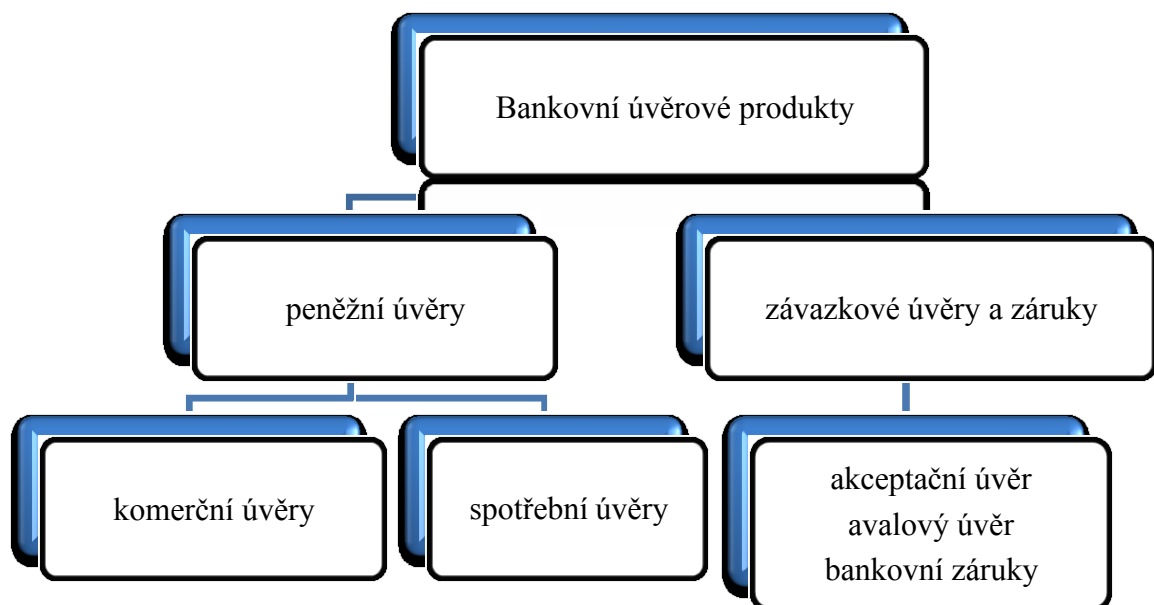 Bankovní úvěrové produkty
peněžní úvěry
závazkové úvěry a záruky
komerční úvěry
spotřební úvěry
akceptační úvěr
avalový úvěr
bankovní záruky